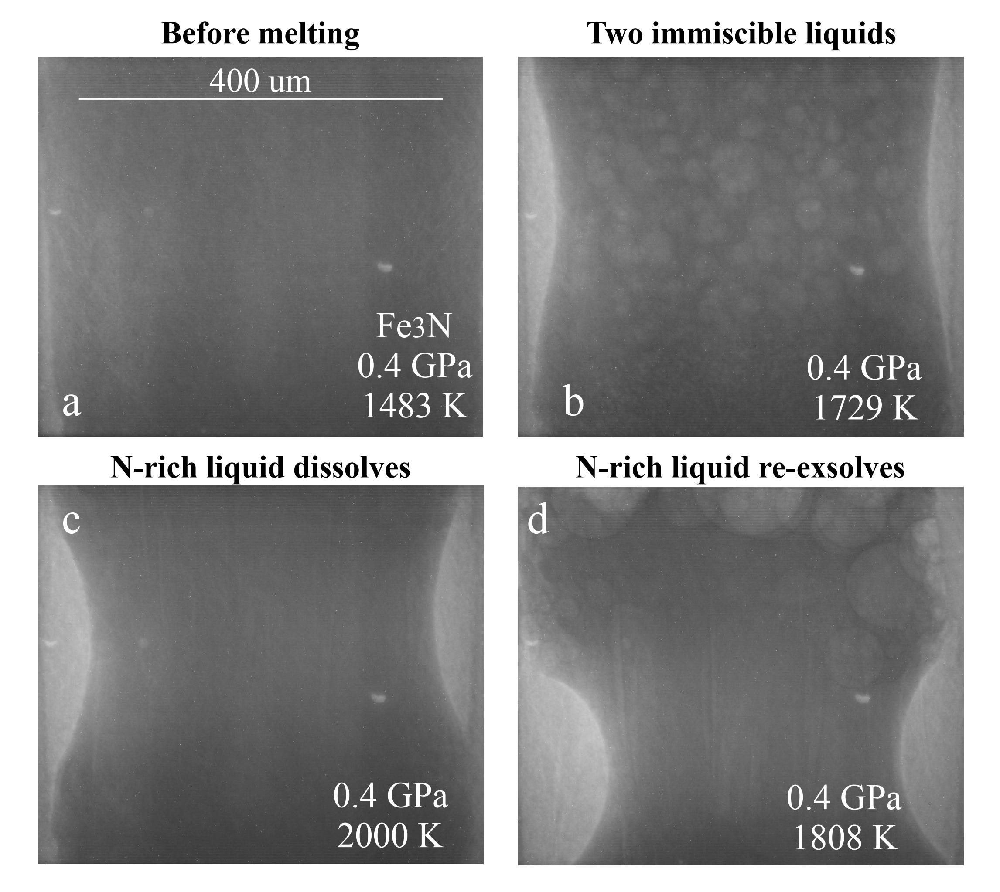 Before melting
400 um
Fe3N
0.4 GPa
1483 K
a
Two immiscible liquids
0.4 GPa
1729 K
b
N-rich liquid dissolves
c
0.4 GPa
2000 K
N-rich liquid re-exsolves
d
0.4 GPa
1808 K